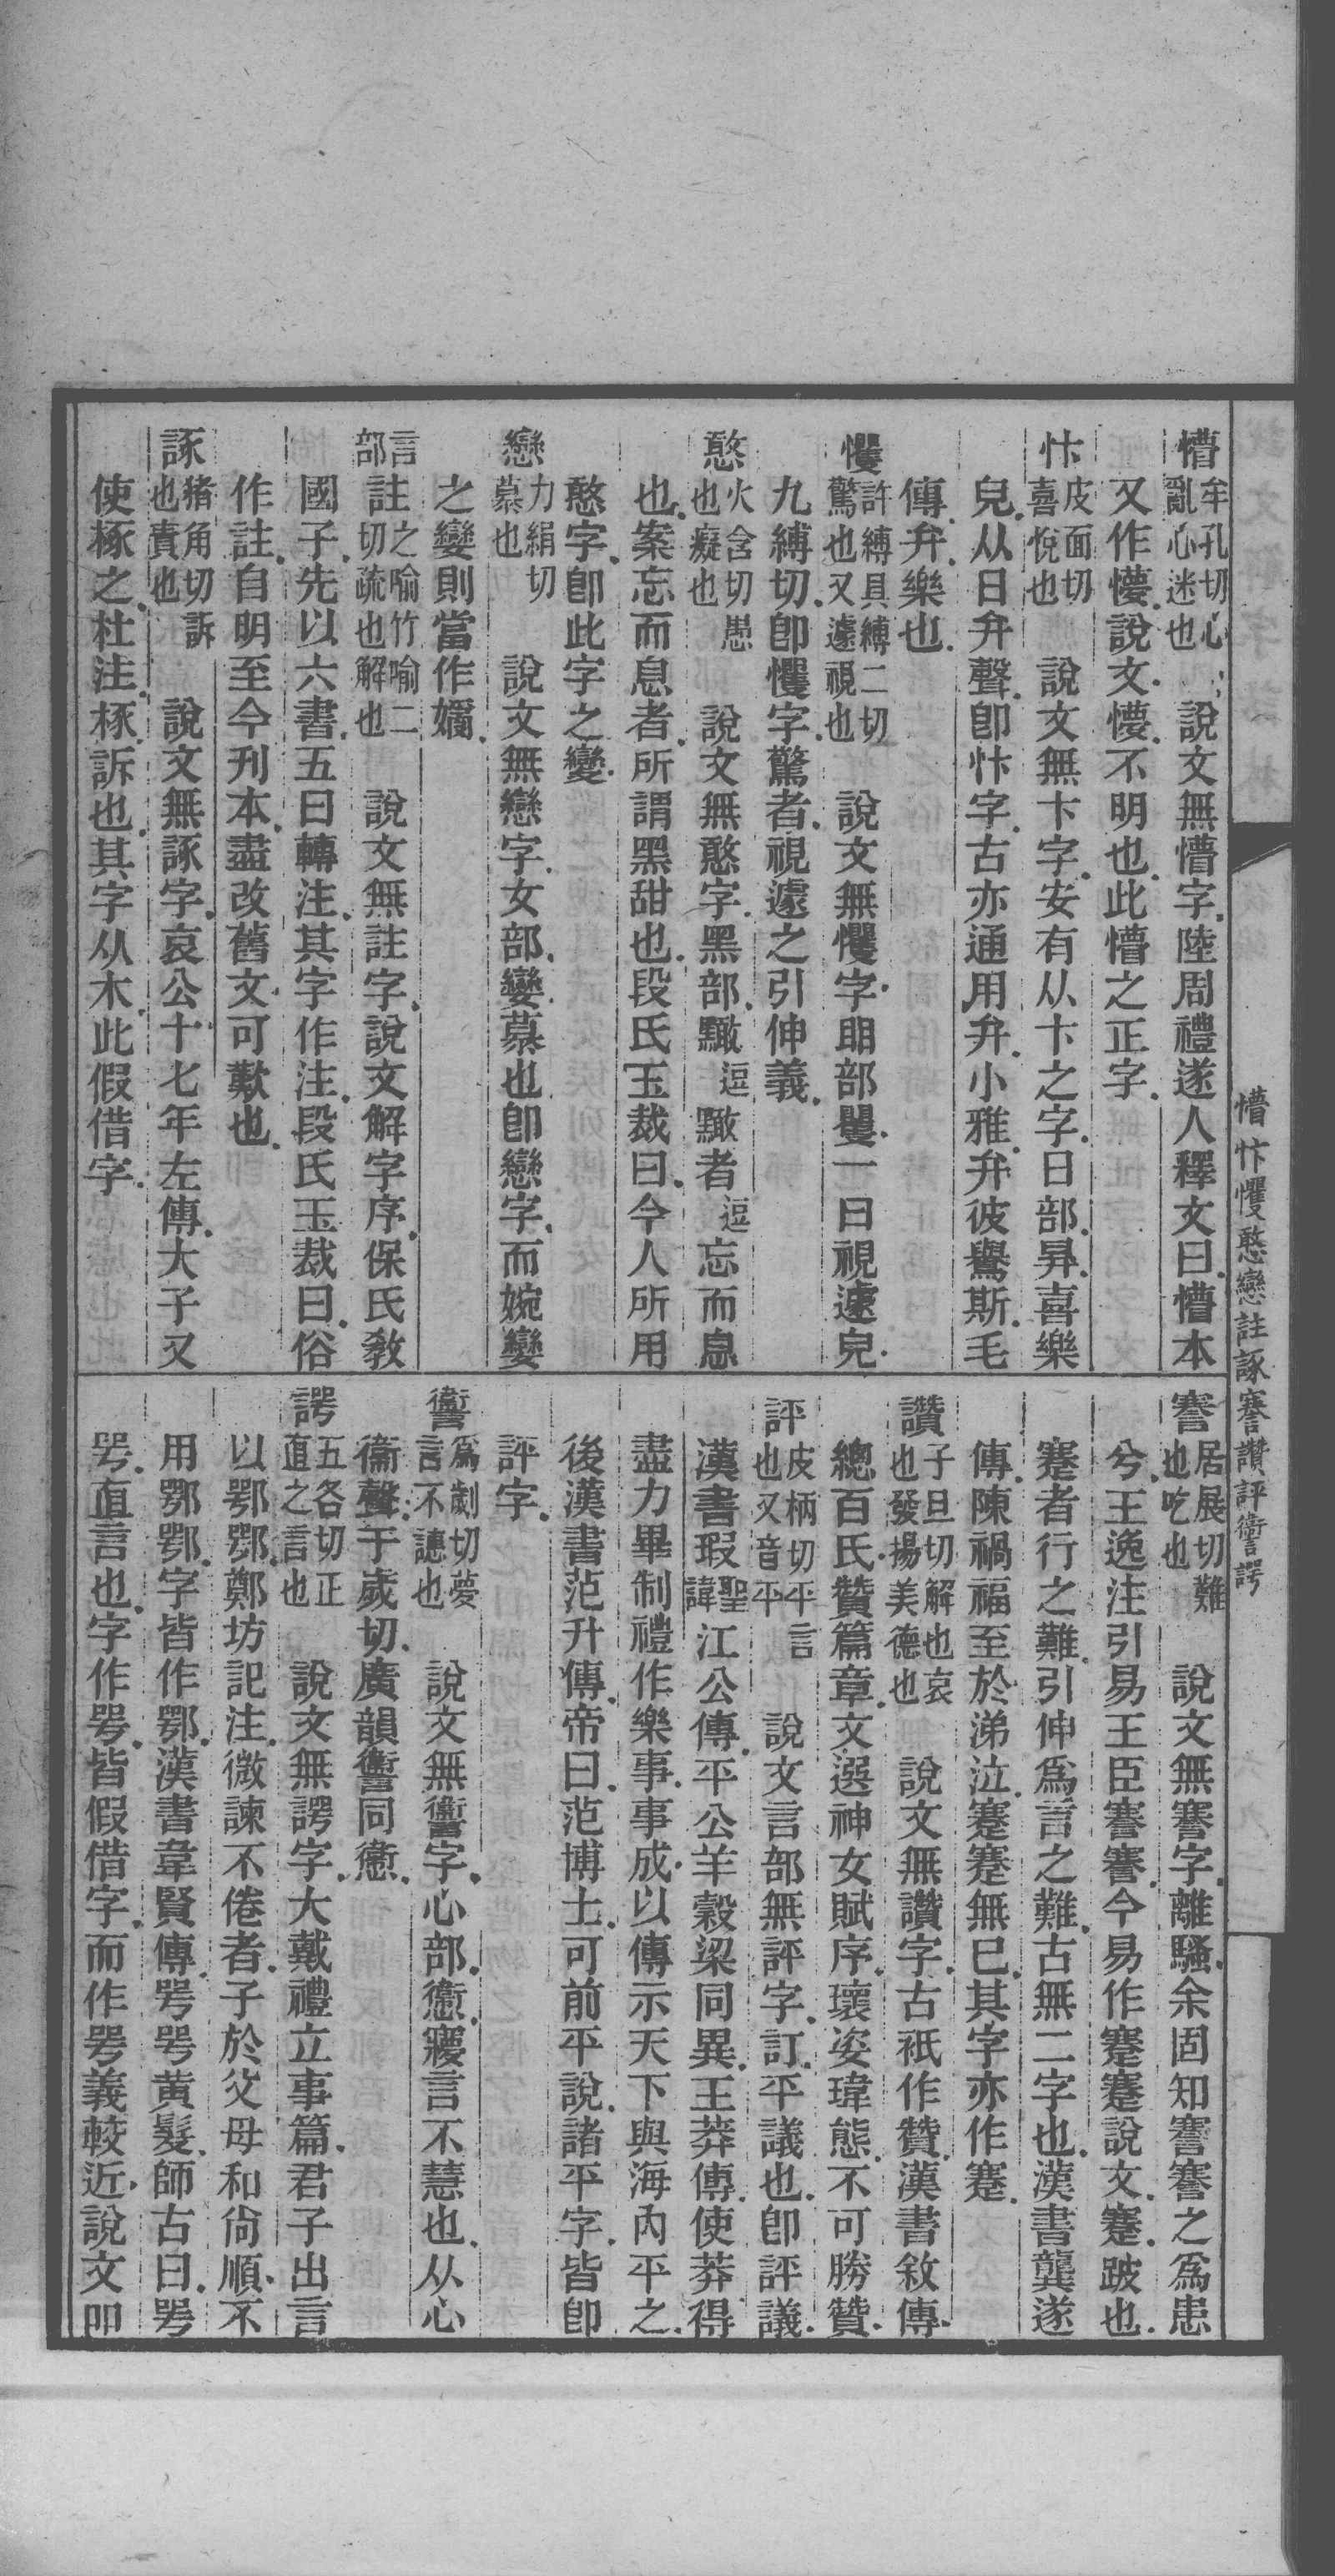 懵牟孔切心亂心迷也說文無懵字陸周禮遂人釋文曰懵本
又作懜說文懜不明也此懵之正字
忭皮面切喜悅也說文無卞字安有从卞之字日部昪喜樂
皃从日弁聲卽忭字古亦通用弁小雅弁彼鸒斯毛
傳弁樂也
戄許縛具縛二切驚也又遽視也說文無戄字䀠部矍一曰視遽皃
九縛切卽戄字驚者視遽之引伸義
憨火含切愚也癡也說文無憨字黑部黵逗黵者逗忘而息
也案忘而息者所謂黑甜也段氏玉裁曰今人所用
憨字卽此字之變
戀力絹切慕也說文無戀字女部孌慕也卽戀字而婉孌
之孌則當作嫡
言部
註之喻竹喻二切疏也解也說文無註字說文解字序保氏敎
國子先以六書五曰轉注其字作注段氏玉裁曰俗
作註自明至今刊本盡改舊文可歎也
諑猪角切訴也責也說文無諑字哀公十七年左傳大子又
使椓之杜注椓訴也其字从木此假借字
謇居展切難也吃也說文無謇字離騷余固知謇謇之爲患
兮王逸注引易王臣謇謇今易作蹇蹇說文蹇跛也
蹇者行之難引伸爲言之難古無二字也漢書龔遂
傳陳禍福至於涕泣蹇蹇無已其字亦作蹇
讚子旦切解也哀也發揚美德也說文無讚字古祇作贊漢書敘傳
總百氏贊篇章文選神女賦序瓌姿瑋態不可勝贊
評皮柄切平言也又音平說文言部無評字訂平議也卽評議
漢書瑕聖諱江公傳平公羊穀梁同異王莽傳使莽得
盡力畢制禮作樂事事成以傳示天下與海內平之
後漢書范升傳帝曰范博士可前平說諸平字皆卽
評字
讆爲劌切夢言不譓也說文無讆字心部㦣寱言不慧也从心
衞聲于歲切廣韻讆同㦣
諤五各切正直之言也說文無諤字大戴禮立事篇君子出言
以鄂鄂鄭坊記注微諫不倦者子於父母和尙順不
用鄂鄂字皆作鄂漢書韋賢傳咢咢黄髮師古曰咢
咢直言也字作咢皆假借字而作咢義較近說文吅
懵忭戄憨戀註諑謇讚評讆諤